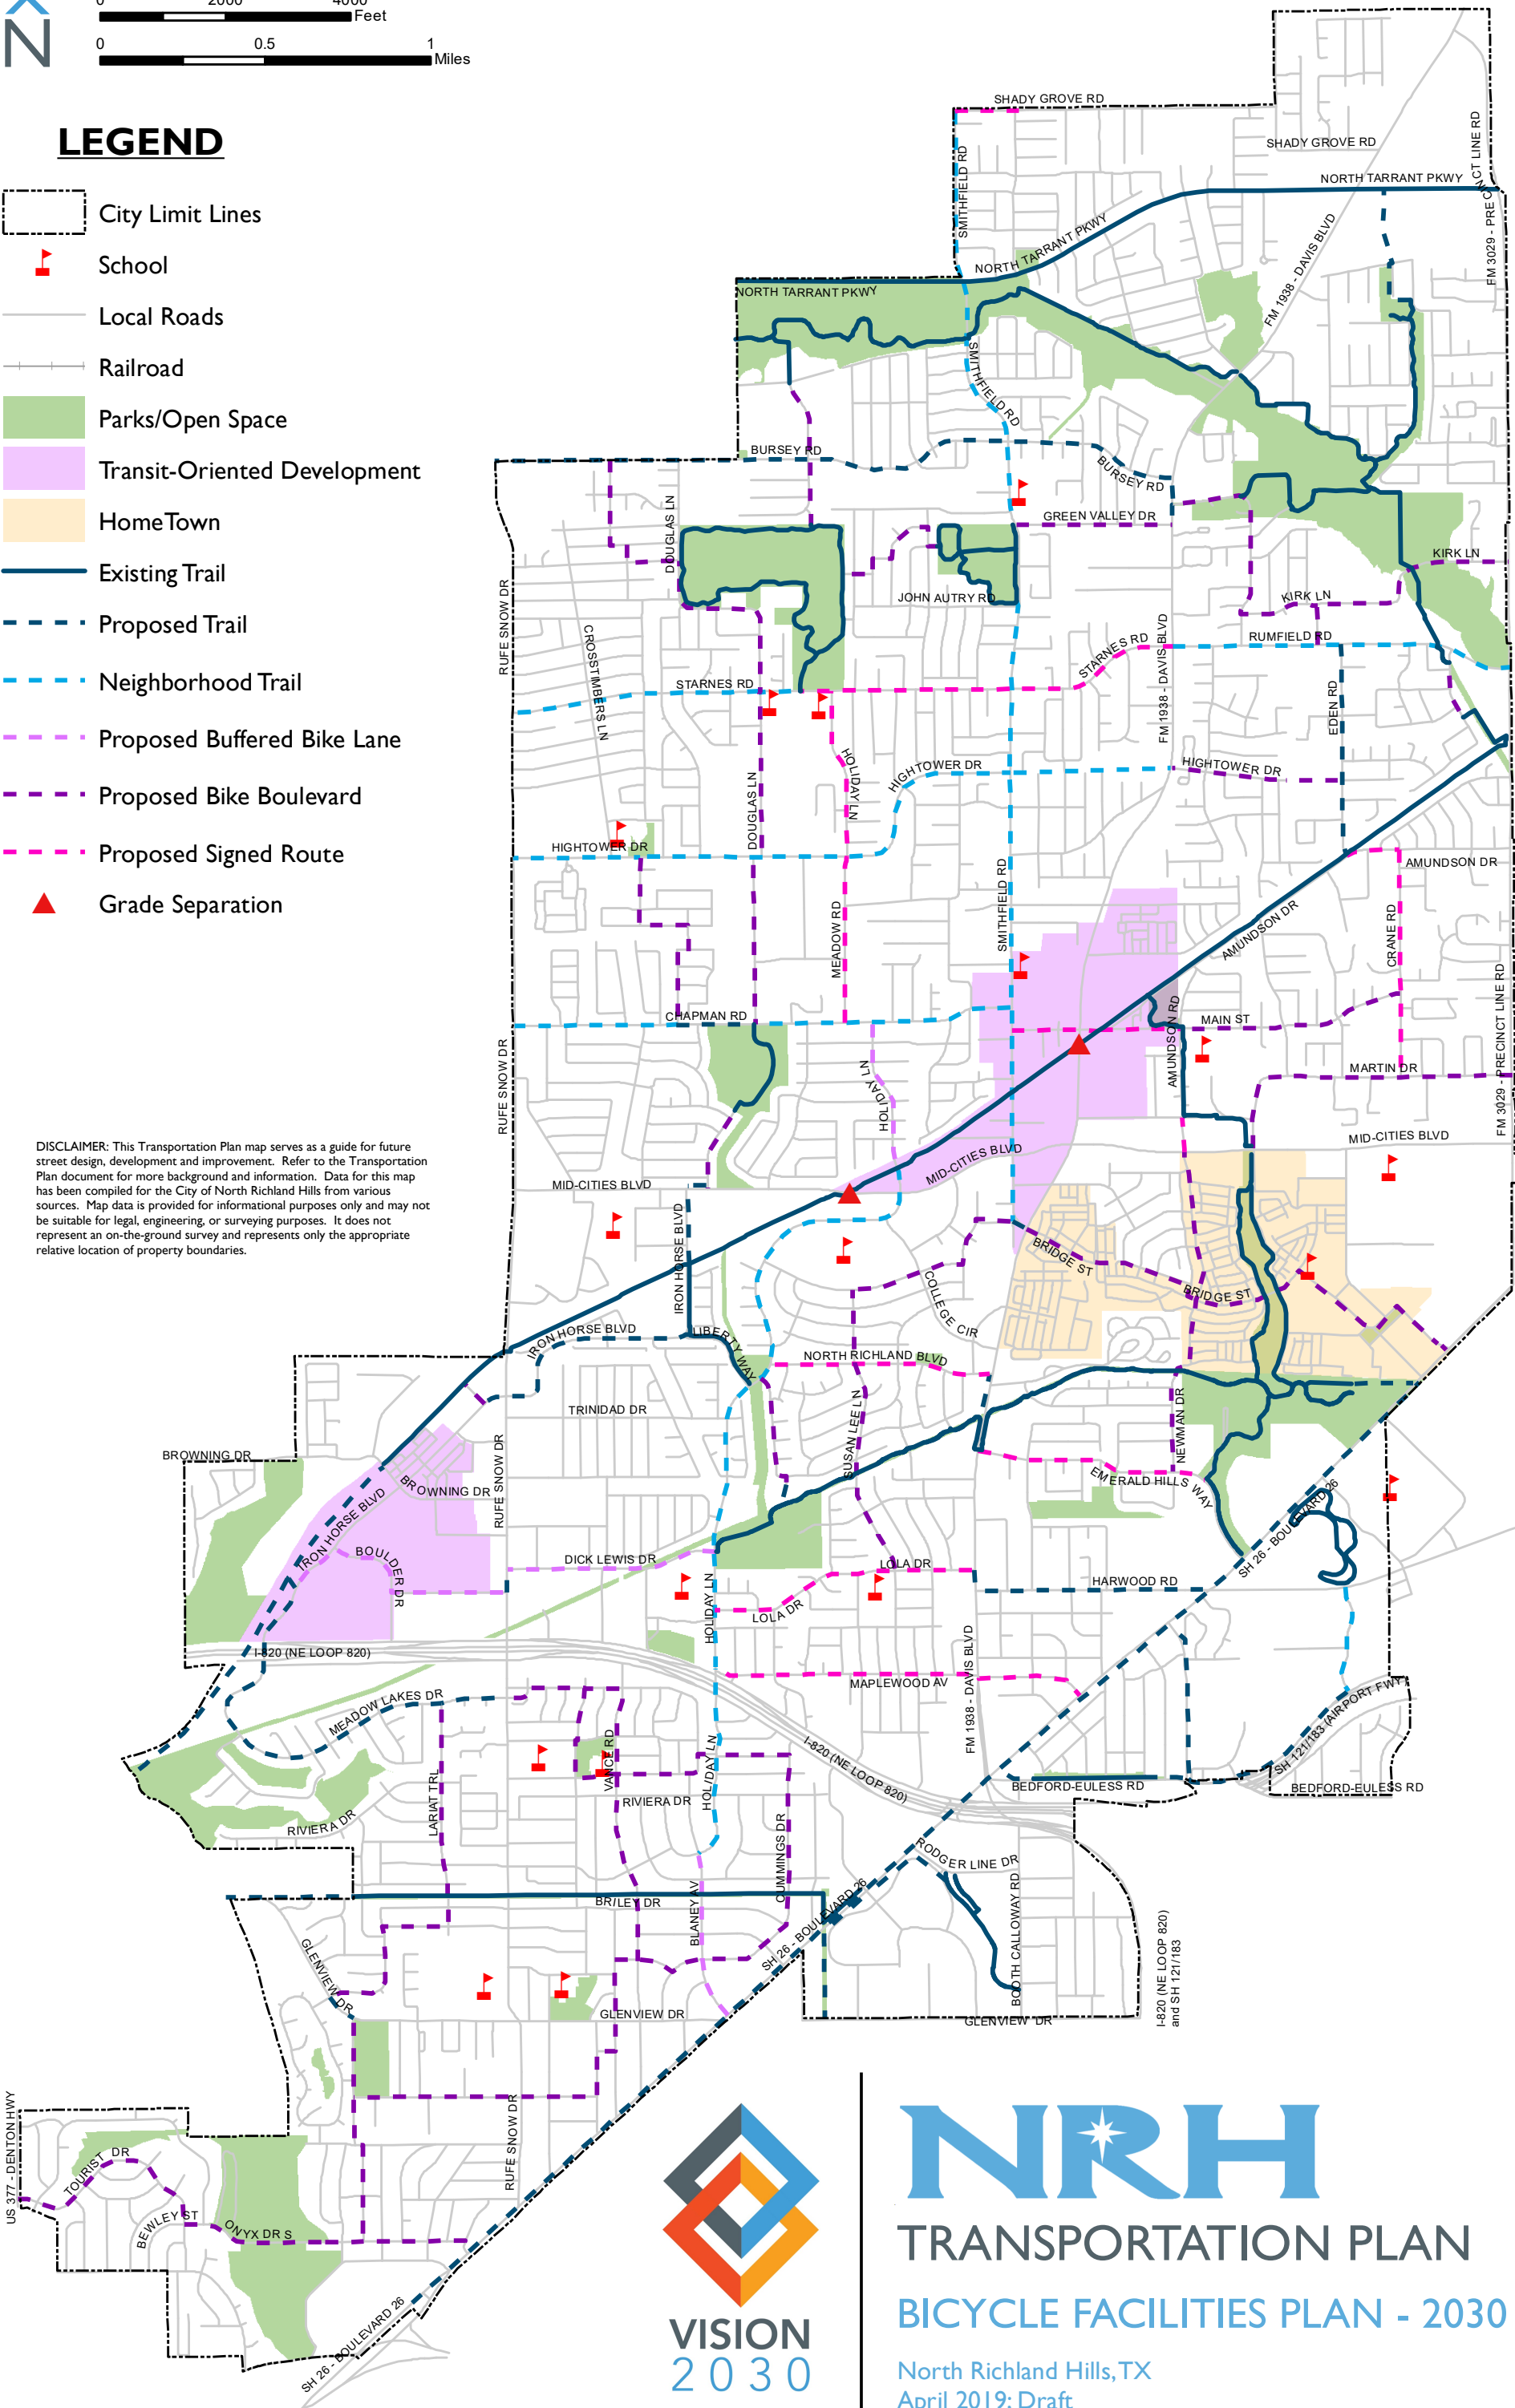 N
0 2000 4000
Feet
0 0.5 1
Miles
LEGEND
City Limit Lines
School
Local Roads
Railroad
Parks/Open Space
Transit-Oriented Development
HomeTown
Existing Trail
Proposed Trail
Neighborhood Trail
Proposed Buffered Bike Lane
Proposed Bike Boulevard
Proposed Signed Route
Grade Separation
DISCLAIMER: This Transportation Plan map serves as a guide for future
street design, development and improvement. Refer to the Transportation
Plan document for more background and information. Data for this map
has been compiled for the City of North Richland Hills from various
sources. Map data is provided for informational purposes only and may not
be suitable for legal, engineering, or surveying purposes. It does not
represent an on-the-ground survey and represents only the appropriate
relative location of property boundaries.
SHADY GROVE RD
SHADY GROVE RD
NORTH TARRANT PKWY
SMITHFIELD RD
NORTH TARRANT PKWY
FM 1938 - DAVIS BLVD
NORTH TARRANT PKWY
SMITHFIELD RD
BURSEY RD
BURSEY RD
DOUGLAS LN
GREEN VALLEY DR
KIRK LN
JOHN AUTRY RD
KIRK LN
RUFE SNOW DR
CROSSTIMBERS LN
STARNES RD
STARNES RD
RUMFIELD RD
FM 1938 - DAVIS BLVD
EDEN RD
HOLIDAY LN
HIGHTOWER DR
HIGHTOWER DR
DOUGLAS LN
HIGHTOWER DR
SMITHFIELD RD
AMUNDSON DR
MEADOW RD
AMUNDSON DR
CRANE RD
CHAPMAN RD
AMUNDSON RD
MAIN ST
FM 3029 - PRECINCT LINE RD
RUFE SNOW DR
HOLIDAY LN
MARTIN DR
MID-CITIES BLVD
MID-CITIES BLVD
MID-CITIES BLVD
IRON HORSE BLVD
BRIDGE ST
BRIDGE ST
COLLEGE CIR
IRON HORSE BLVD
LIBERTY WAY
NORTH RICHLAND BLVD
TRINIDAD DR
SUSAN LEE LN
NEWMAN DR
BROWNING DR
BROWNING DR
RUFE SNOW DR
EMERALD HILLS WAY
IRON HORSE BLVD
SH 26 - BOULEVARD 26
BOULDER DR
DICK LEWIS DR
LOLA DR
HARWOOD RD
HOLIDAY LN
LOLA DR
I-820 (NE LOOP 820)
MAPLEWOOD AV
FM 1938 - DAVIS BLVD
MEADOW LAKES DR
VANCE RD
HOLIDAY LN
I-820 (NE LOOP 820)
SH 121/183 (AIRPORT FWY)
BEDFORD-EULESS RD
BEDFORD-EULESS RD
LARIAT TRL
RIVIERA DR
RIVIERA DR
CUMMINGS DR
RODGER LINE DR
BRILEY DR
BLANEY AV
SH 26 - BOULEVARD 26
BOOTH CALLOWAY RD
GLENVIEW DR
GLENVIEW DR
GLENVIEW DR
I-820 (NE LOOP 820)
and SH 121/183
US 377 - DENTON HWY
TOURIST DR
BEWLEY ST
ONYX DR S
RUFE SNOW DR
SH 26 - BOULEVARD 26
VISION
2030
NRH
TRANSPORTATION PLAN
BICYCLE FACILITIES PLAN - 2030
North Richland Hills, TX
April 2019: Draft